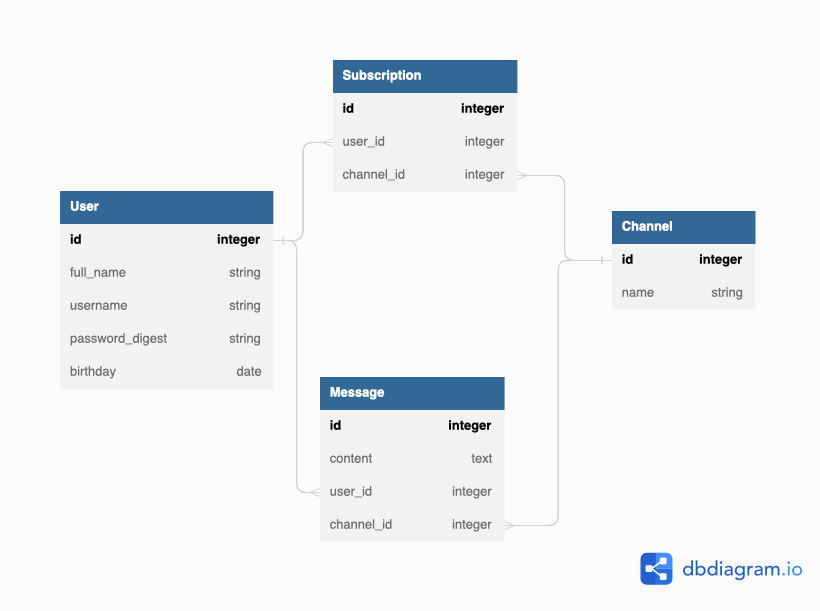 Subscription
id integer
user_id integer
channel_id integer
User
id integer
full_name string
username string
password_digest string
birthday date
Channel
id integer
name string
Message
id integer
content text
user_id integer
channel_id integer
dbdiagram.io